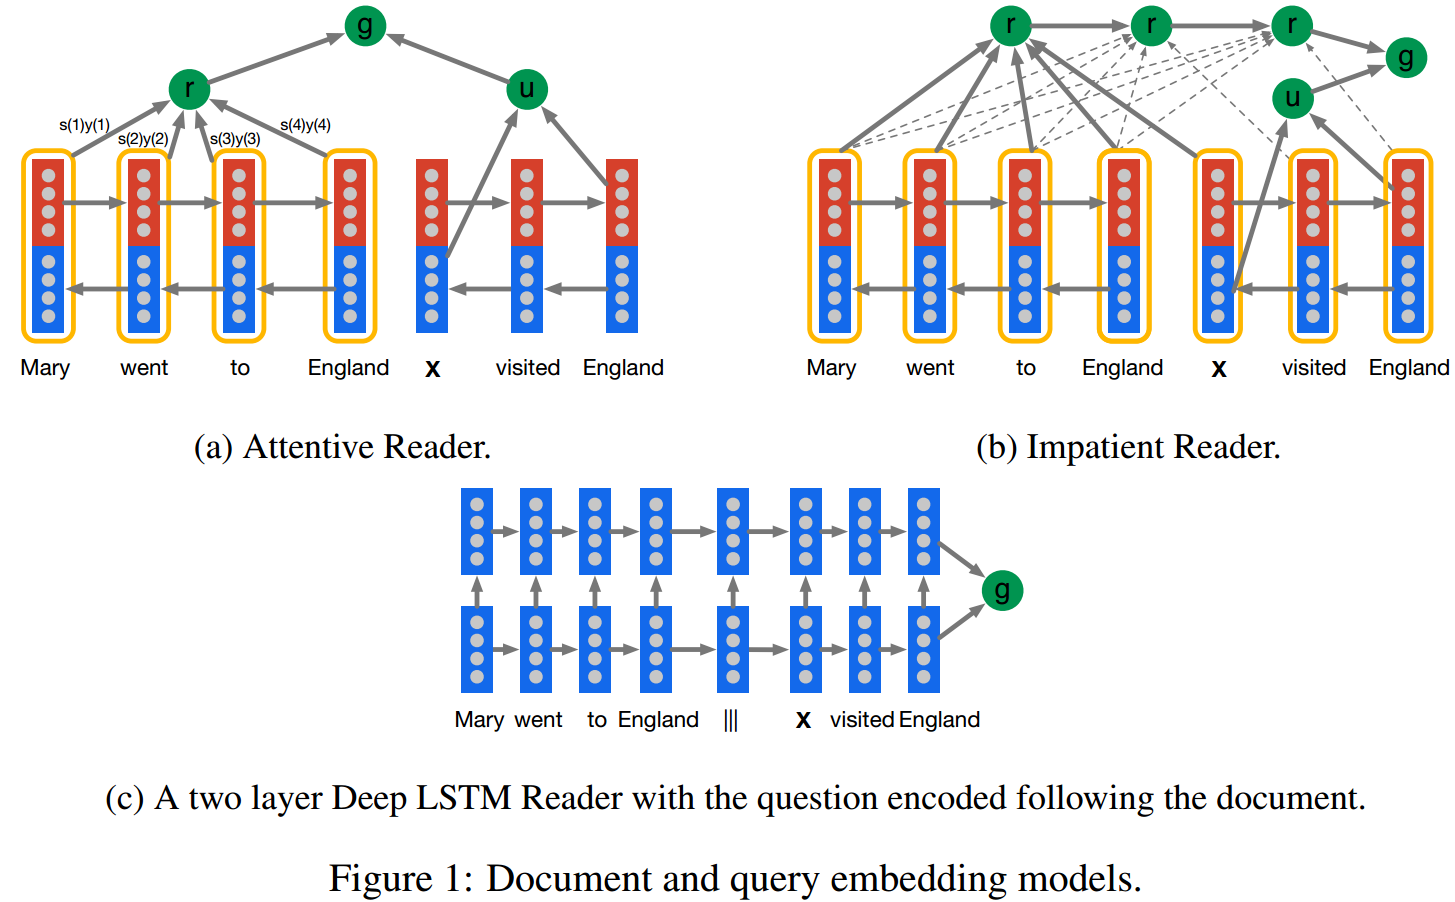 g
r
u
s(1)y(1)
s(2)y(2)
s(3)y(3)
s(4)y(4)
Mary went to England X visited England
(a) Attentive Reader.
r r r
g
u
Mary went to England X visited England
(b) Impatient Reader.
g
Mary went to England ||| X visited England
(c) A two layer Deep LSTM Reader with the question encoded following the document.
Figure 1: Document and query embedding models.